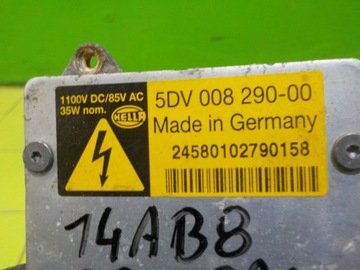 1100V DC/85V AC
35W nom.
HELLA
5DV 008 290-00
Made in Germany
24580102790158
14AB8